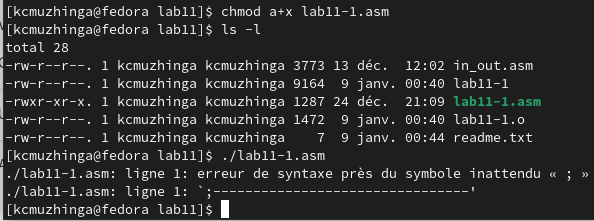 [kcmuzhinga@fedora lab11]$ chmod a+x lab11-1.asm
[kcmuzhinga@fedora lab11]$ ls -l
total 28
-rw-r--r--. 1 kcmuzhinga kcmuzhinga 3773 13 déc.  12:02 in_out.asm
-rw-r--r--. 1 kcmuzhinga kcmuzhinga 9164  9 janv. 00:40 lab11-1
-rwxr-xr-x. 1 kcmuzhinga kcmuzhinga 1287 24 déc.  21:09 lab11-1.asm
-rw-r--r--. 1 kcmuzhinga kcmuzhinga 1472  9 janv. 00:40 lab11-1.o
-rw-r--r--. 1 kcmuzhinga kcmuzhinga    7  9 janv. 00:44 readme.txt
[kcmuzhinga@fedora lab11]$ ./lab11-1.asm
./lab11-1.asm: ligne 1: erreur de syntaxe près du symbole inattendu « ; »
./lab11-1.asm: ligne 1: `;--------------------------------'
[kcmuzhinga@fedora lab11]$